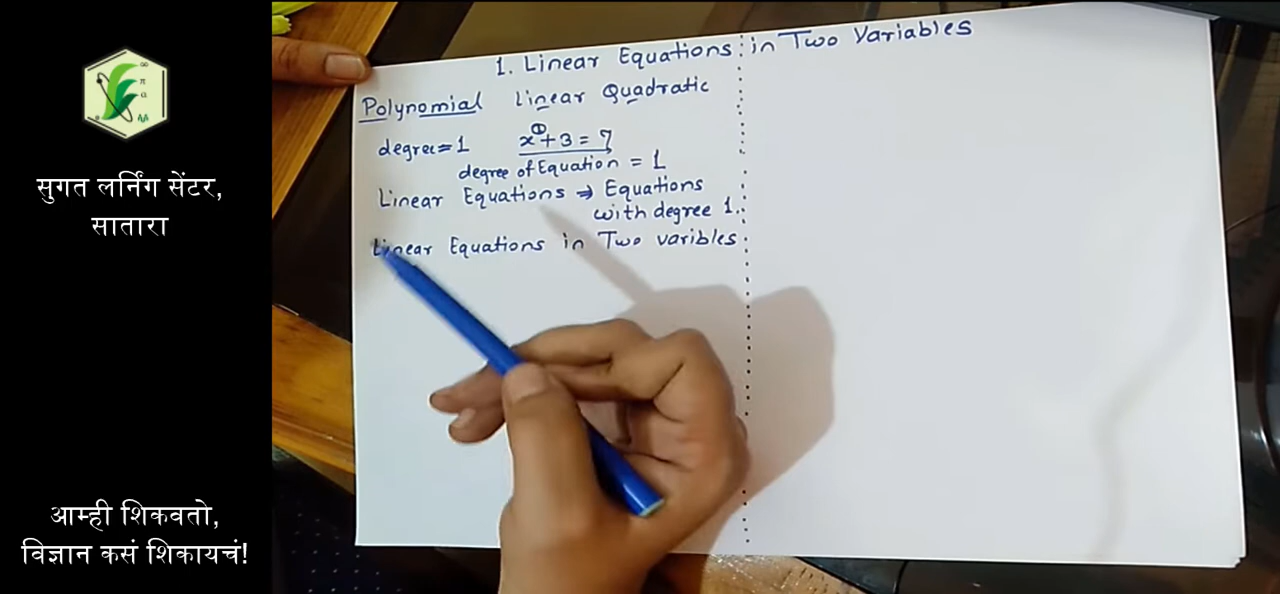 सुगत लर्निंग सेंटर,
सातारा
आम्ही शिकवतो,
विज्ञान कसं शिकायचं!
1. Linear Equations in Two Variables
Polynomial Linear Quadratic
degree = 1 x¹ + 3 = 7
degree of Equation = 1
Linear Equations → Equations
with degree 1.
Linear Equations in Two varibles